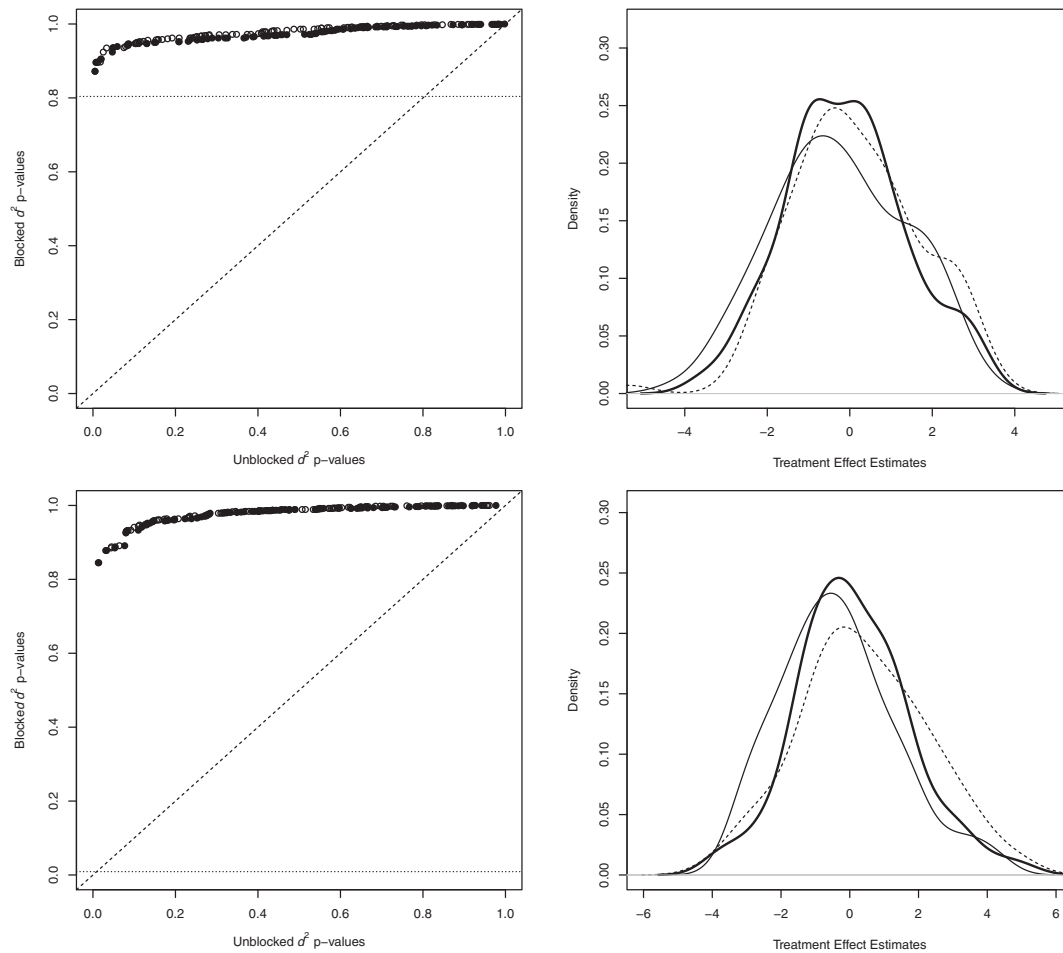 0.0 0.2 0.4 0.6 0.8 1.0
Blocked d² p−values
0.0 0.2 0.4 0.6 0.8 1.0
Unblocked d² p−values
0.00 0.05 0.10 0.15 0.20 0.25 0.30
Density
−4 −2 0 2 4
Treatment Effect Estimates
0.0 0.2 0.4 0.6 0.8 1.0
Blocked d² p−values
0.0 0.2 0.4 0.6 0.8 1.0
Unblocked d² p−values
0.00 0.05 0.10 0.15 0.20 0.25 0.30
Density
−6 −4 −2 0 2 4 6
Treatment Effect Estimates